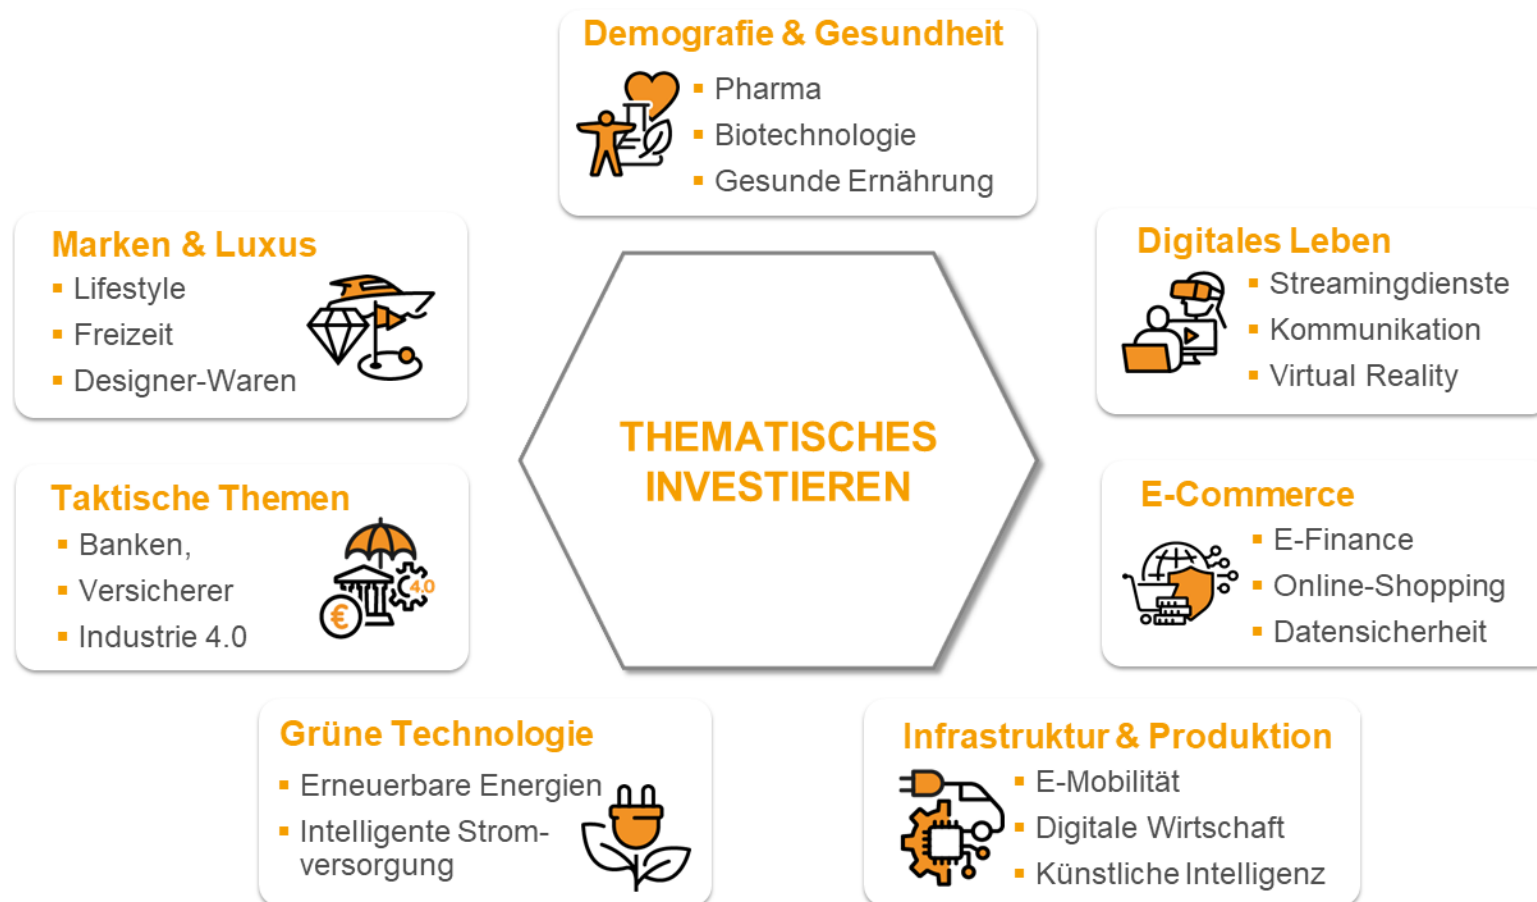 Demografie & Gesundheit
▪ Pharma
▪ Biotechnologie
▪ Gesunde Ernährung
Marken & Luxus
▪ Lifestyle
▪ Freizeit
▪ Designer-Waren
Digitales Leben
▪ Streamingdienste
▪ Kommunikation
▪ Virtual Reality
THEMATISCHES
INVESTIEREN
Taktische Themen
▪ Banken,
▪ Versicherer
▪ Industrie 4.0
4.0
€
E-Commerce
▪ E-Finance
▪ Online-Shopping
▪ Datensicherheit
Grüne Technologie
▪ Erneuerbare Energien
▪ Intelligente Strom-
versorgung
Infrastruktur & Produktion
▪ E-Mobilität
▪ Digitale Wirtschaft
▪ Künstliche Intelligenz